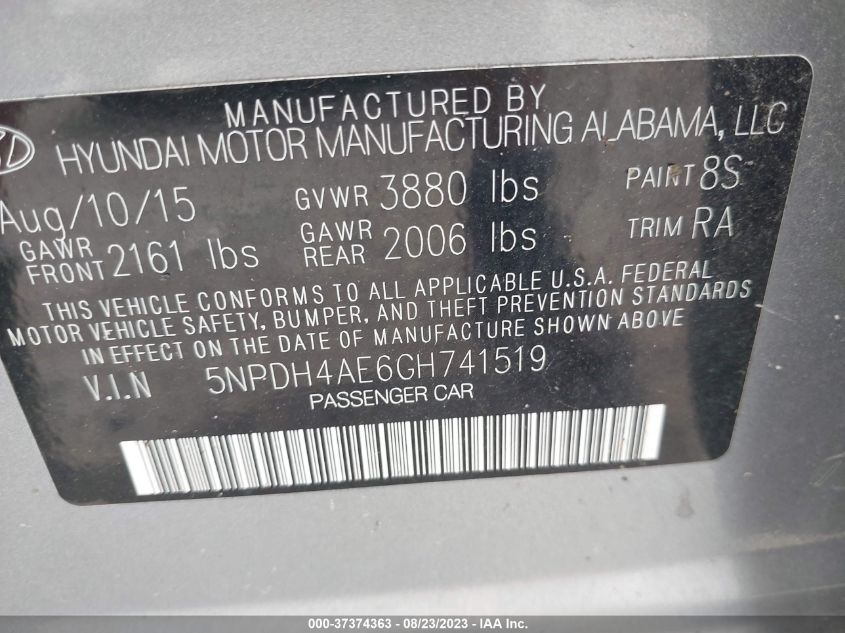 MANUFACTURED BY
HYUNDAI MOTOR MANUFACTURING ALABAMA, LLC
Aug/10/15 GVWR 3880 lbs PAINT 8S
GAWR FRONT 2161 lbs GAWR REAR 2006 lbs TRIM RA
THIS VEHICLE CONFORMS TO ALL APPLICABLE U.S.A. FEDERAL
MOTOR VEHICLE SAFETY, BUMPER, AND THEFT PREVENTION STANDARDS
IN EFFECT ON THE DATE OF MANUFACTURE SHOWN ABOVE
V.I.N 5NPDH4AE6GH741519
PASSENGER CAR
000-37374363 - 08/23/2023 - Copyright IAA, Inc.